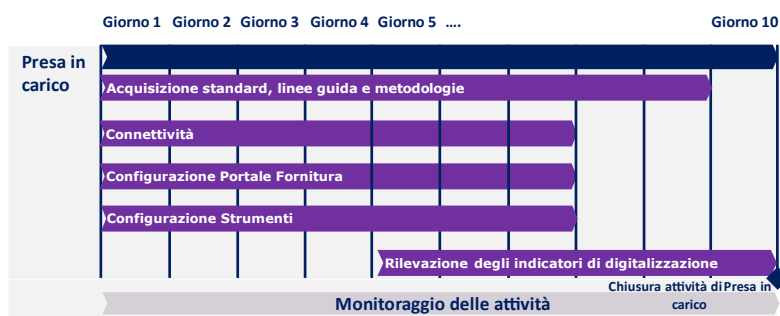 Giorno 1 Giorno 2 Giorno 3 Giorno 4 Giorno 5 .... Giorno 10
Presa in
carico
Acquisizione standard, linee guida e metodologie
Connettività
Configurazione Portale Fornitura
Configurazione Strumenti
Rilevazione degli indicatori di digitalizzazione
Chiusura attività di Presa in
carico
Monitoraggio delle attività